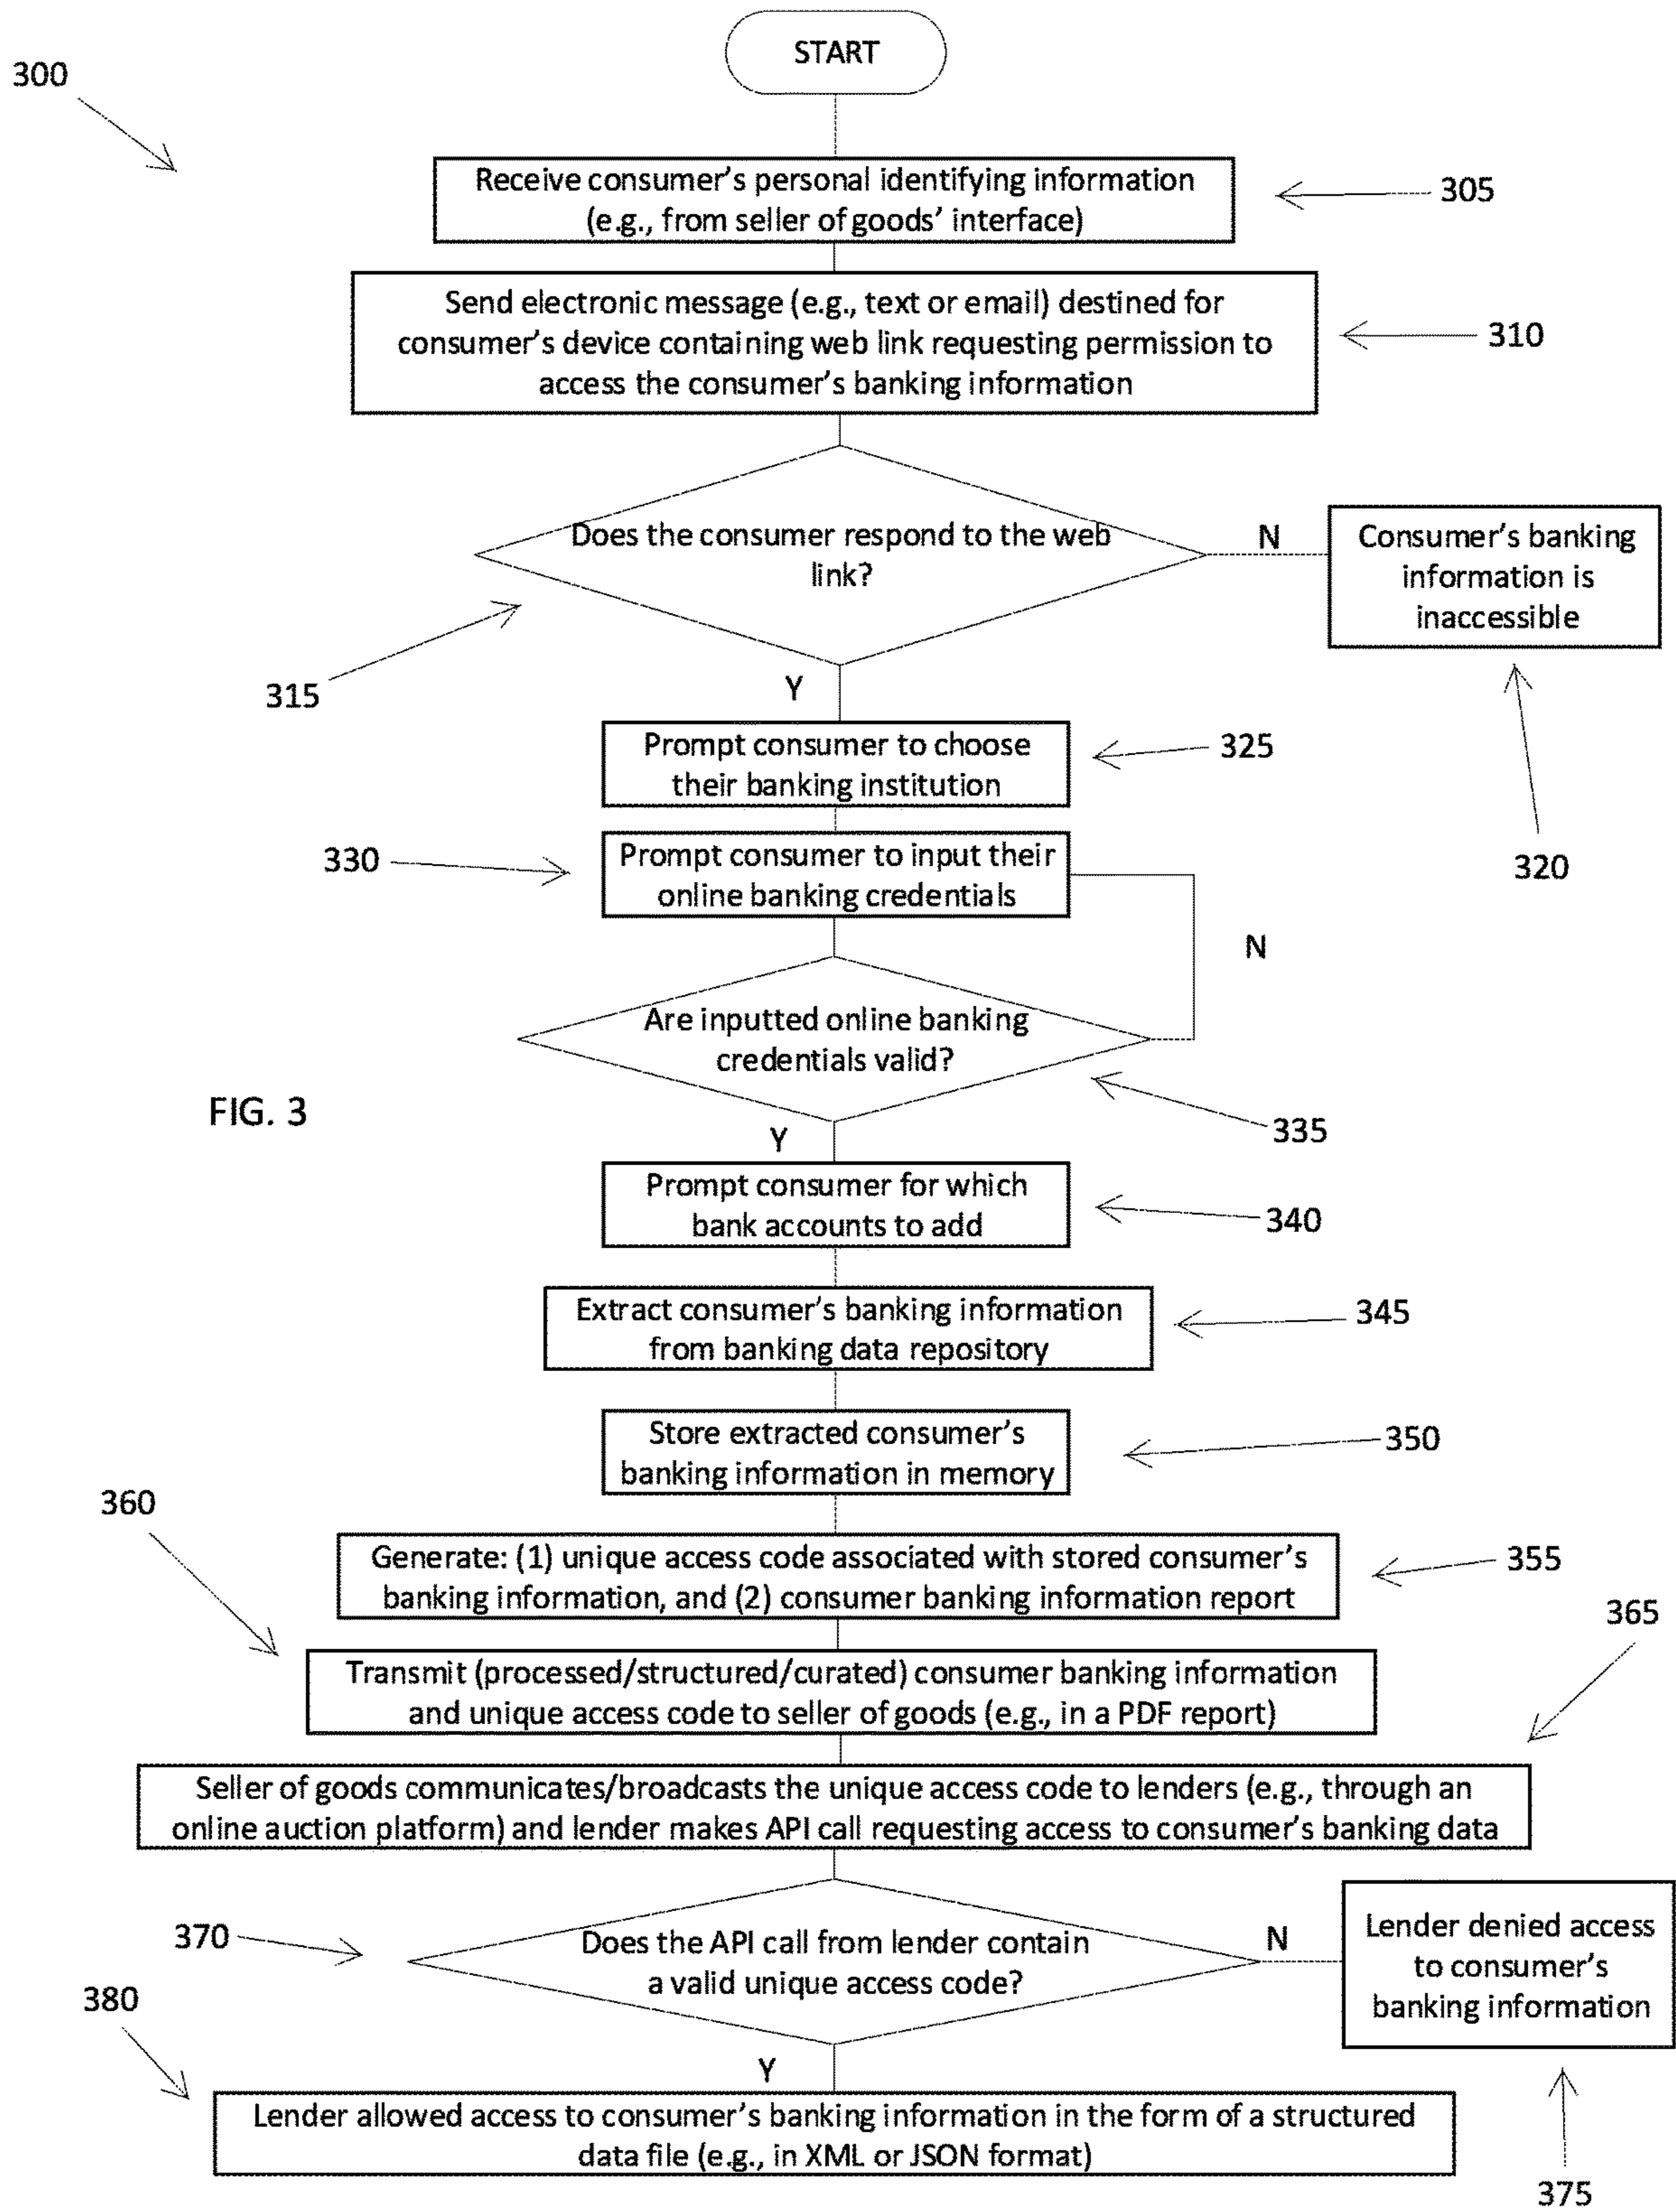 START
300
Receive consumer's personal identifying information
(e.g., from seller of goods' interface)
305
Send electronic message (e.g., text or email) destined for
consumer's device containing web link requesting permission to
access the consumer's banking information
310
Does the consumer respond to the web
link?
N
Consumer's banking
information is
inaccessible
315
Y
320
Prompt consumer to choose
their banking institution
325
330
Prompt consumer to input their
online banking credentials
N
Are inputted online banking
credentials valid?
FIG. 3
335
Y
Prompt consumer for which
bank accounts to add
340
Extract consumer's banking information
from banking data repository
345
Store extracted consumer's
banking information in memory
350
360
Generate: (1) unique access code associated with stored consumer's
banking information, and (2) consumer banking information report
355
365
Transmit (processed/structured/curated) consumer banking information
and unique access code to seller of goods (e.g., in a PDF report)
Seller of goods communicates/broadcasts the unique access code to lenders (e.g., through an
online auction platform) and lender makes API call requesting access to consumer's banking data
370
Does the API call from lender contain
a valid unique access code?
N
Lender denied access
to consumer's
banking information
380
Y
Lender allowed access to consumer's banking information in the form of a structured
data file (e.g., in XML or JSON format)
375